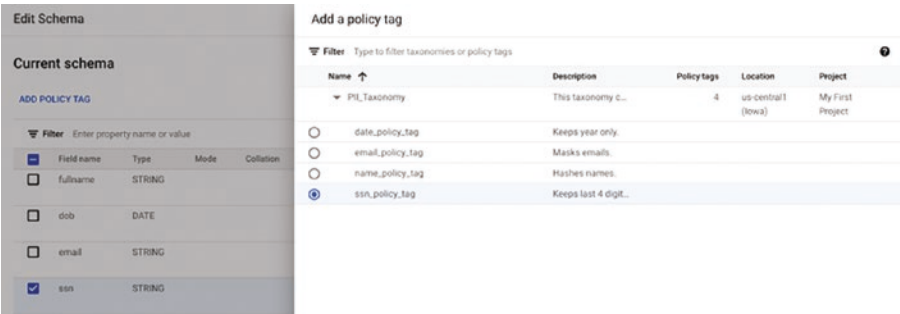 Edit Schema
Current schema
ADD POLICY TAG
Filter Enter property name or value
Field name Type Mode Collation
fullname STRING
dob DATE
email STRING
ssn STRING
Add a policy tag
Filter Type to filter taxonomies or policy tags
Name Description Policy tags Location Project
PII_Taxonomy This taxonomy c... 4 us-central1 My First
(Iowa) Project
date_policy_tag Keeps year only.
email_policy_tag Masks emails.
name_policy_tag Hashes names.
ssn_policy_tag Keeps last 4 digit...